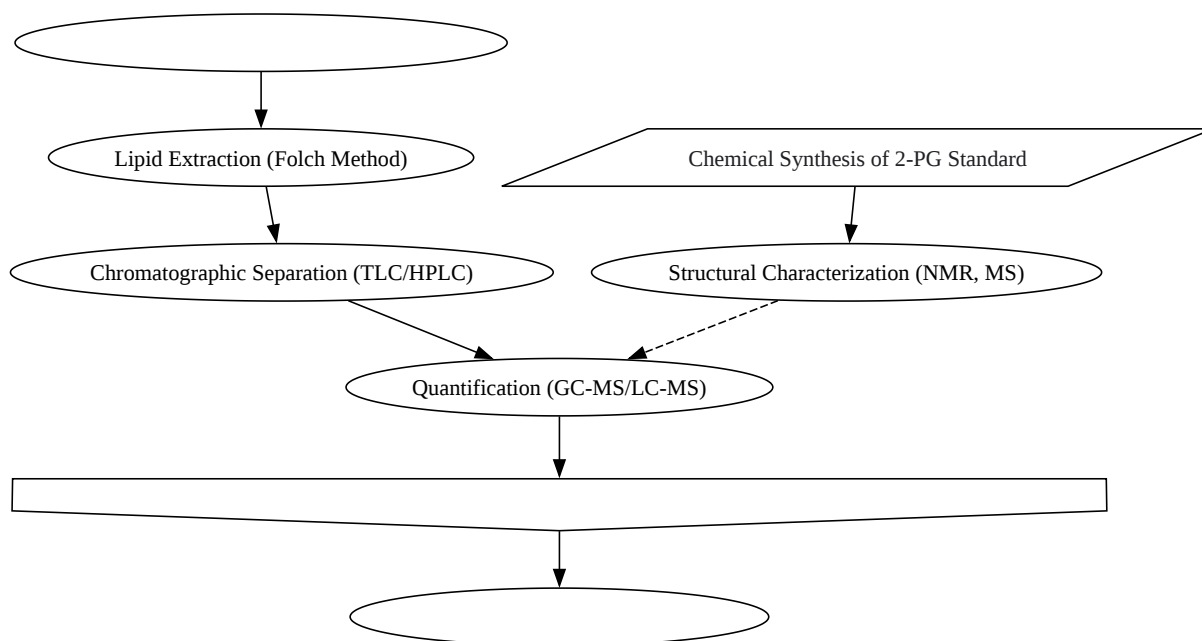 Lipid Extraction (Folch Method)
Chemical Synthesis of 2-PG Standard
Chromatographic Separation (TLC/HPLC)
Structural Characterization (NMR, MS)
Quantification (GC-MS/LC-MS)